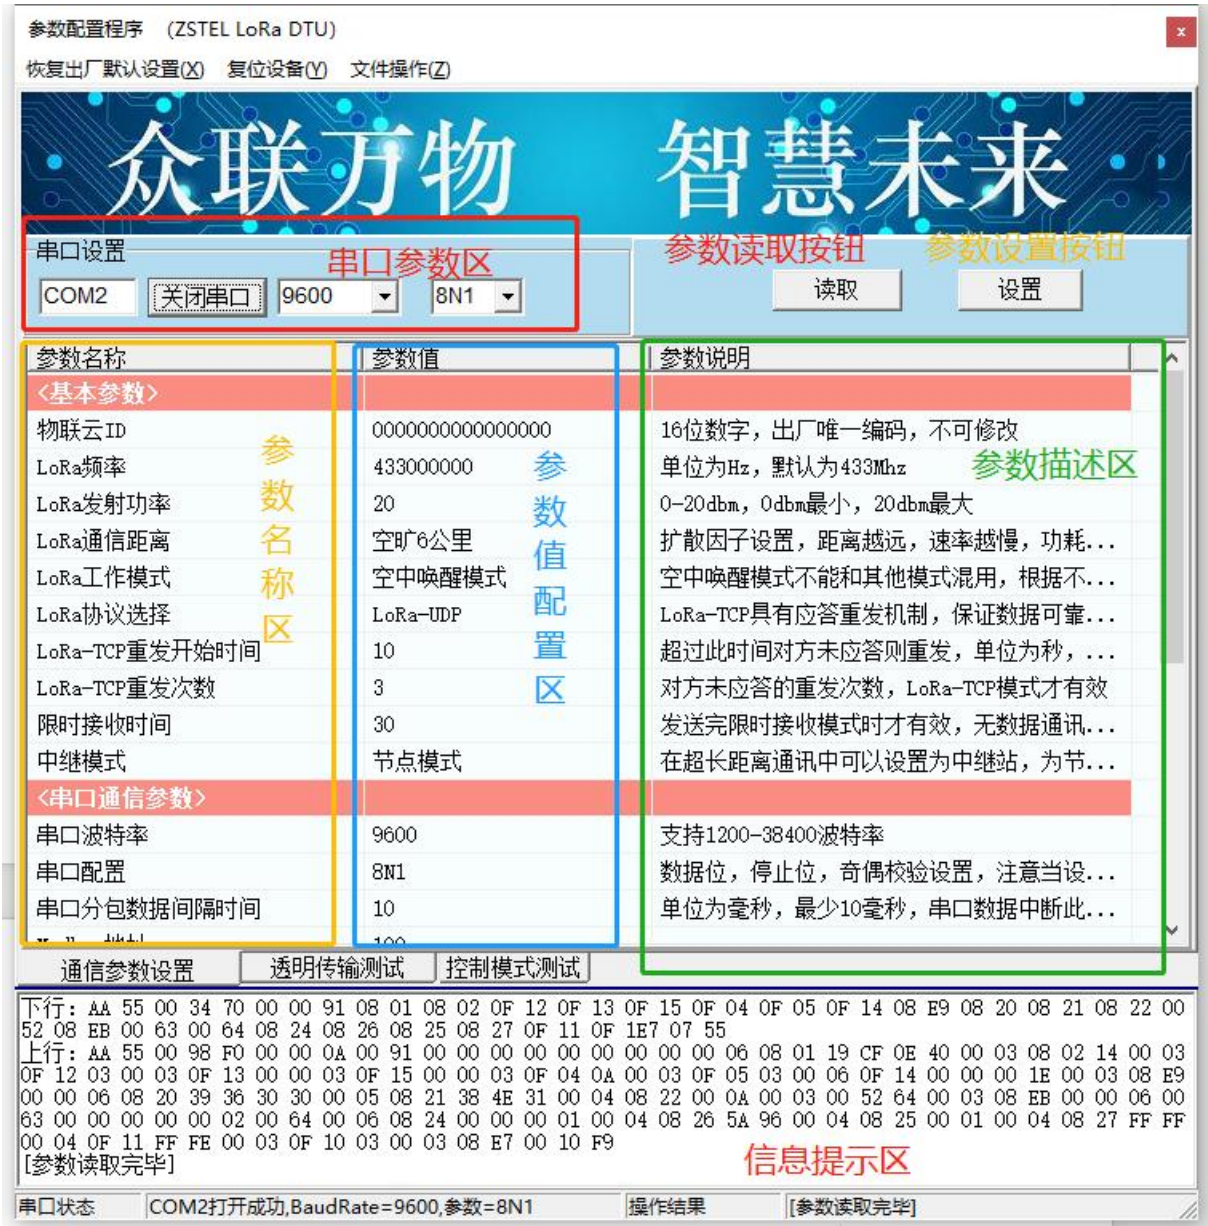 参数配置程序 (ZSTEL LoRa DTU)
恢复出厂默认设置(X) 复位设备(Y) 文件操作(Z)
众联万物 智慧未来
串口设置 串口参数区 参数读取按钮 参数设置按钮
COM2 关闭串口 9600 8N1 读取 设置
参数名称 参数值 参数说明
<基本参数>
物联云ID 0000000000000000 16位数字，出厂唯一编码，不可修改
LoRa频率 433000000 单位为Hz，默认为433Mhz
LoRa发射功率 20 0-20dbm，0dbm最小，20dbm最大
LoRa通信距离 空旷6公里 扩散因子设置，距离越远，速率越慢，功耗...
LoRa工作模式 空中唤醒模式 空中唤醒模式不能和其他模式混用，根据不...
LoRa协议选择 LoRa-UDP LoRa-TCP具有应答重发机制，保证数据可靠...
LoRa-TCP重发开始时间 10 超过此时间对方未应答则重发，单位为秒，...
LoRa-TCP重发次数 3 对方未应答的重发次数，LoRa-TCP模式才有效
限时接收时间 30 发送完限时接收模式时才有效，无数据通讯...
中继模式 节点模式 在超长距离通讯中可以设置为中继站，为节...
参数名称区
参数值配置区
参数描述区
<串口通信参数>
串口波特率 9600 支持1200-38400波特率
串口配置 8N1 数据位，停止位，奇偶校验设置，注意当设...
串口分包数据间隔时间 10 单位为毫秒，最少10毫秒，串口数据中断此...
通信参数设置 透明传输测试 控制模式测试
下行: AA 55 00 34 70 00 00 91 08 01 08 02 0F 12 0F 13 0F 15 0F 04 0F 05 0F 14 08 E9 08 20 08 21 08 22 00
52 08 EB 00 63 00 64 08 24 08 26 08 25 08 27 0F 11 0F 1E7 07 55
上行: AA 55 00 98 F0 00 00 0A 00 91 00 00 00 00 00 00 00 00 00 06 08 01 19 CF 0E 40 00 03 08 02 14 00 03
0F 12 03 00 03 0F 13 00 00 03 0F 15 00 00 03 0F 04 0A 00 03 0F 05 03 00 06 0F 14 00 00 00 1E 00 03 08 E9
00 00 06 08 20 39 36 30 30 00 05 08 21 38 4E 31 00 04 08 22 00 0A 00 03 00 52 64 00 03 08 EB 00 00 06 00
63 00 00 00 00 00 02 00 64 00 06 08 24 00 00 00 01 00 04 08 26 5A 96 00 04 08 25 00 01 00 04 08 27 FF FF
00 04 0F 11 FF FE 00 03 0F 10 03 00 03 08 E7 00 10 F9
[参数读取完毕]
信息提示区
串口状态 COM2打开成功,BaudRate=9600,参数=8N1 操作结果 [参数读取完毕]